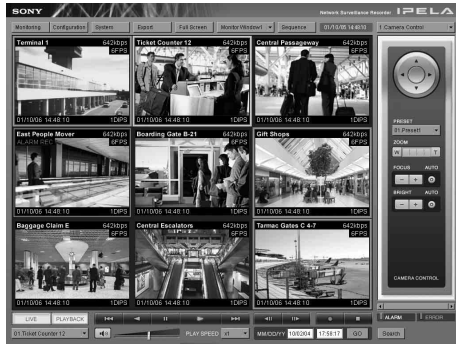 SONY
Network Surveillance Recorder IPELA
Monitoring Configuration System Export Full Screen Monitor Window1 Sequence 01/10/06 14:48:10 1 Camera Control
Terminal 1 642kbps
6FPS
01/10/06 14:48:10 1DIPS
Ticket Counter 12 642kbps
6FPS
01/10/06 14:48:10 1DIPS
Central Passageway 642kbps
6FPS
01/10/06 14:48:10 1DIPS
East People Mover 642kbps
ALARM REC 6FPS
01/10/06 14:48:10 1DIPS
Boarding Gate B-21 642kbps
6FPS
01/10/06 14:48:10 1DIPS
Gift Shops 642kbps
6FPS
01/10/06 14:48:10 1DIPS
Baggage Claim E 642kbps
6FPS
01/10/06 14:48:10 1DIPS
Central Escalators 642kbps
6FPS
01/10/06 14:48:10 1DIPS
Tarmac Gates C 4-7 642kbps
6FPS
01/10/06 14:48:10 1DIPS
PRESET
01.Preset1
ZOOM
W T
FOCUS AUTO
- +
BRIGHT AUTO
- +
CAMERA CONTROL
LIVE PLAYBACK
ALARM ERROR
01.Ticket Counter 12 PLAY SPEED x1 MM/DD/YY 10/02/04 17:59:17 GO Search